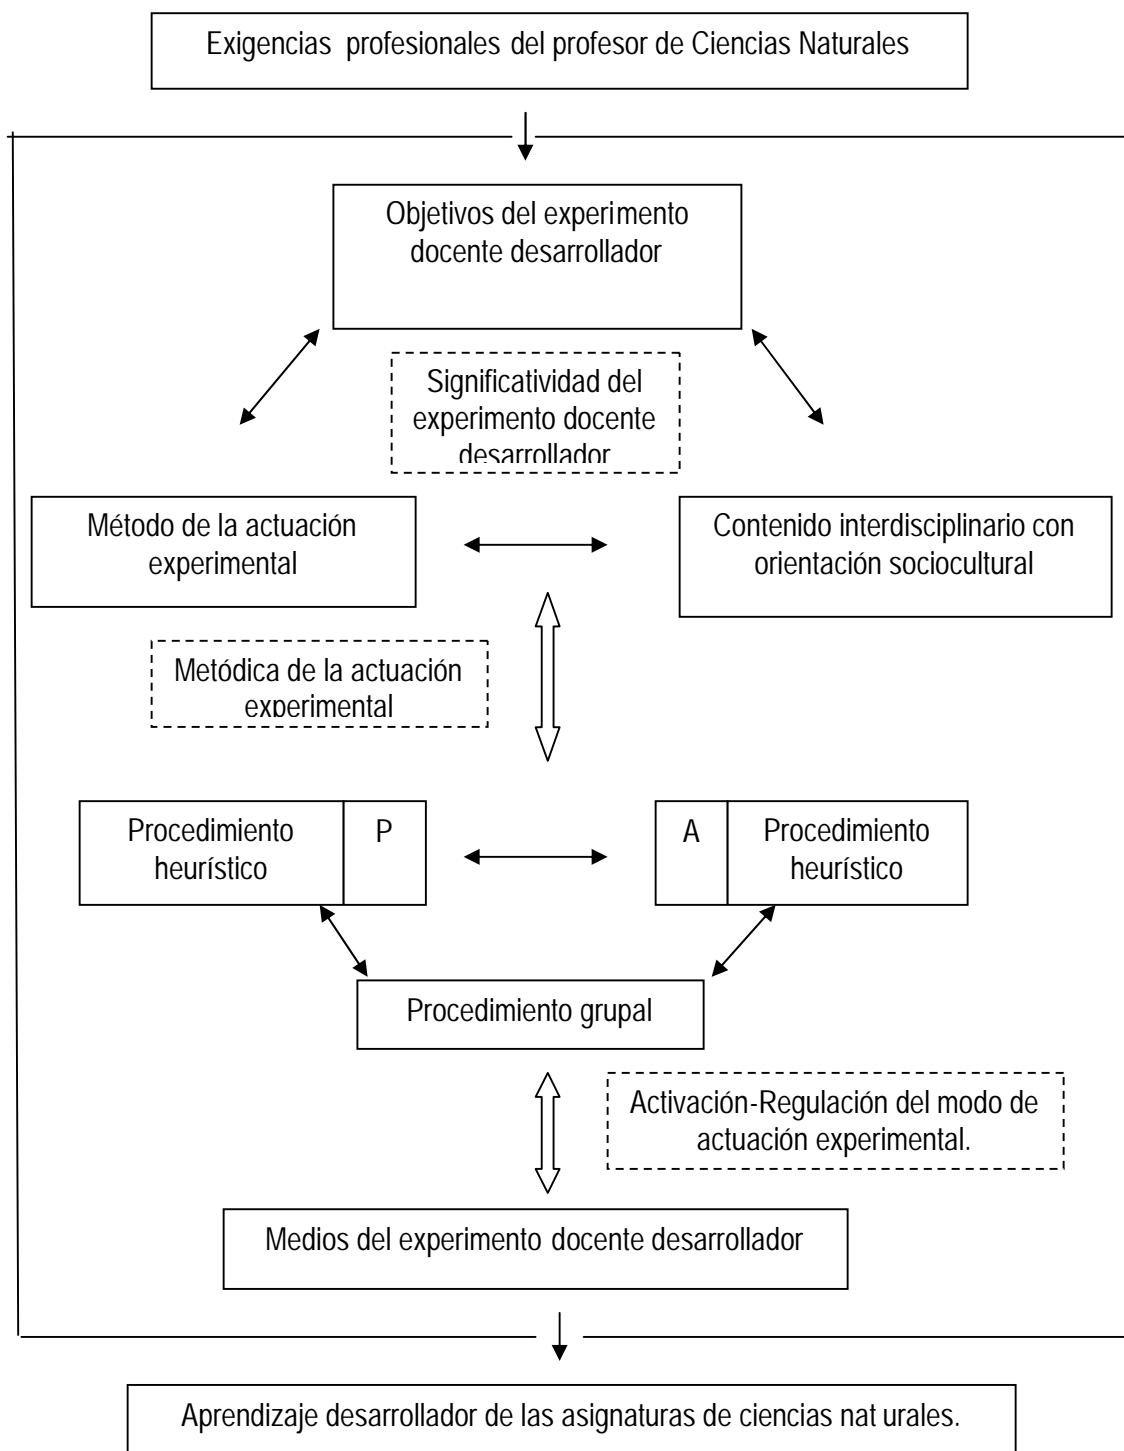 Exigencias profesionales del profesor de Ciencias Naturales
Objetivos del experimento
docente desarrollador
Significatividad del
experimento docente
desarrollador
Método de la actuación
experimental
Contenido interdisciplinario con
orientación sociocultural
Metódica de la actuación
experimental
Procedimiento
heurístico
P
A
Procedimiento
heurístico
Procedimiento grupal
Activación-Regulación del modo de
actuación experimental.
Medios del experimento docente desarrollador
Aprendizaje desarrollador de las asignaturas de ciencias nat urales.